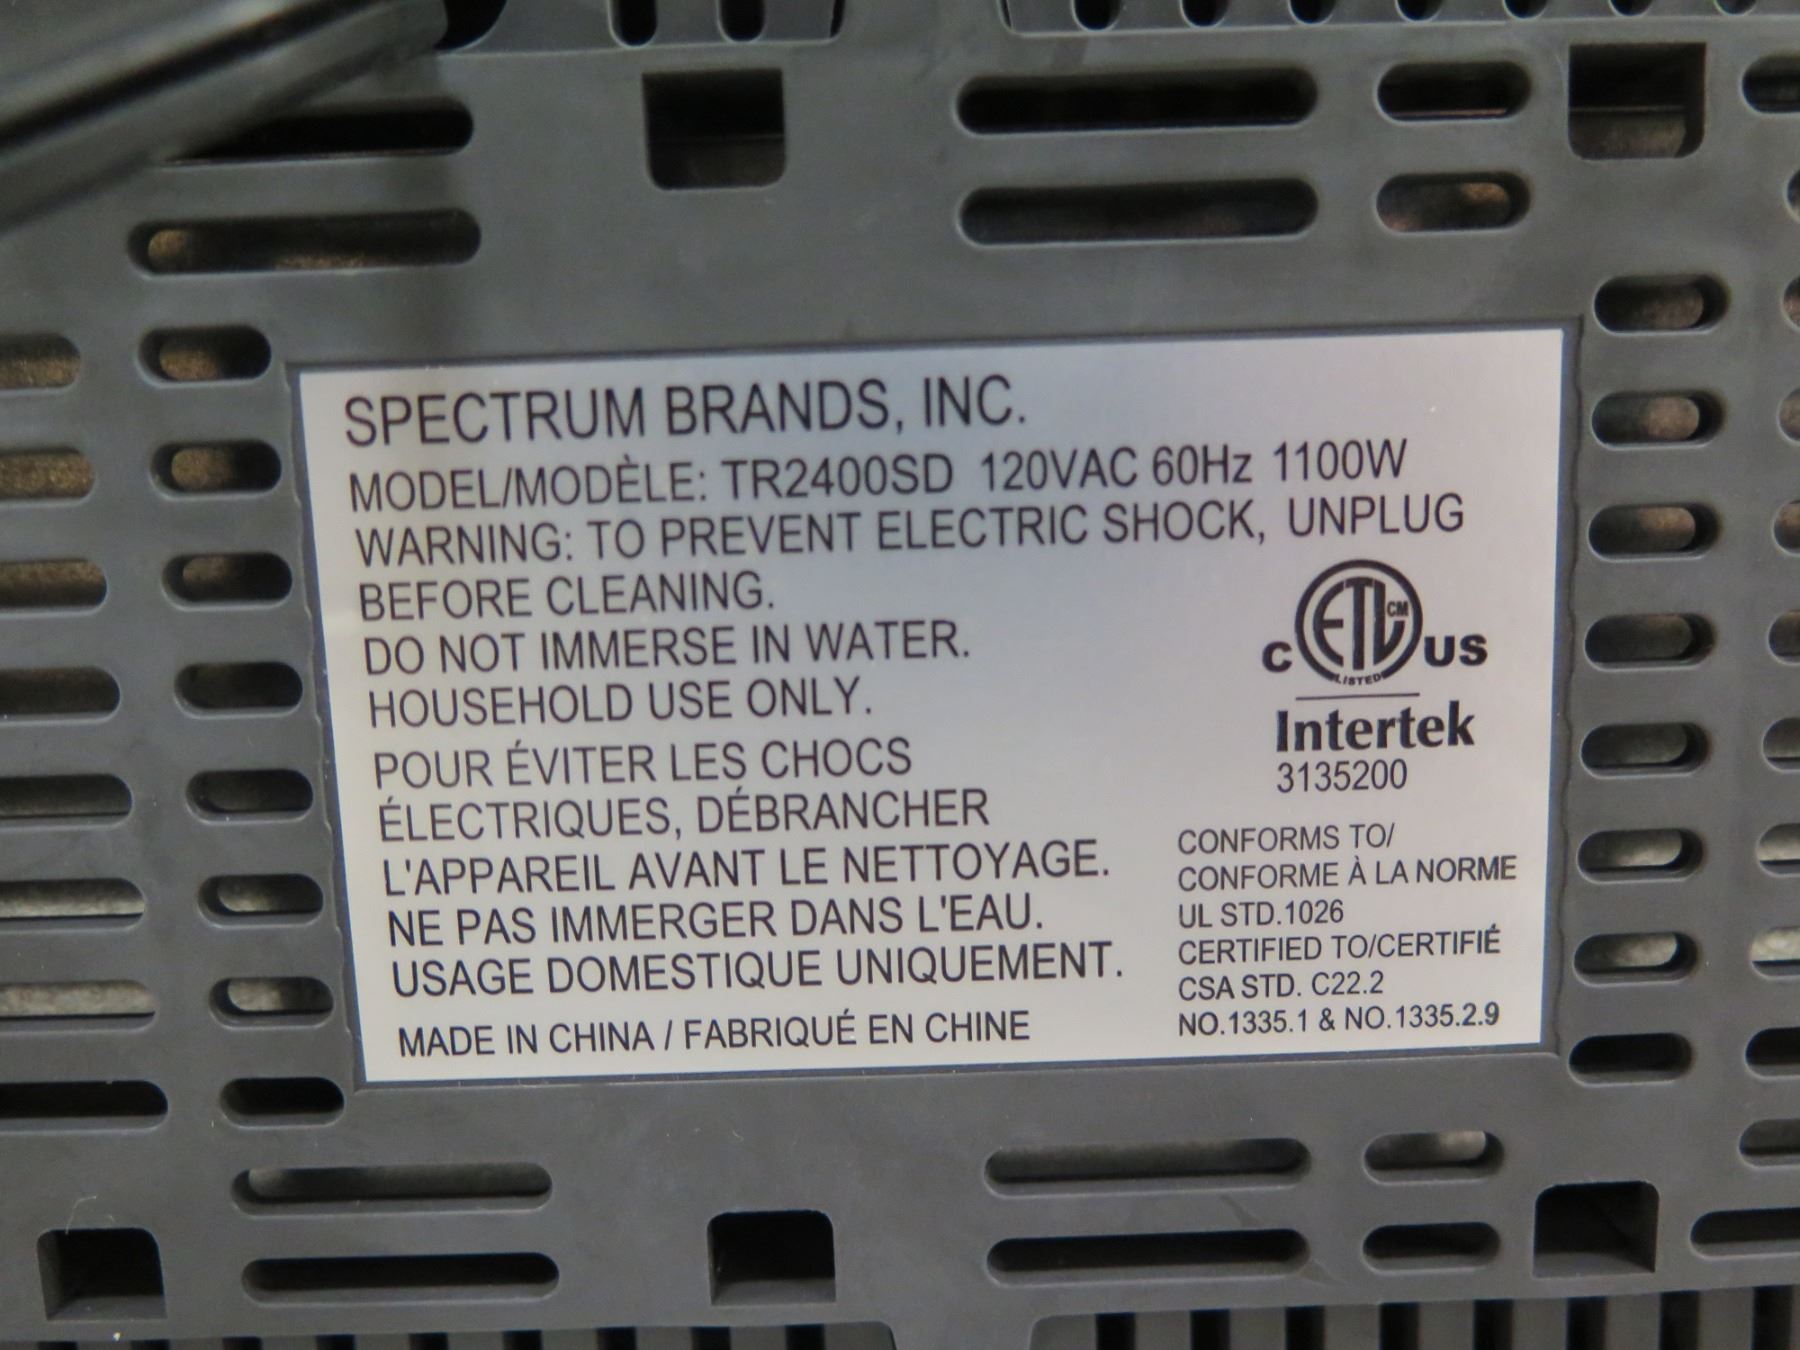 SPECTRUM BRANDS, INC.
MODEL/MODÈLE: TR2400SD 120VAC 60Hz 1100W
WARNING: TO PREVENT ELECTRIC SHOCK, UNPLUG
BEFORE CLEANING.
DO NOT IMMERSE IN WATER.
HOUSEHOLD USE ONLY.
POUR ÉVITER LES CHOCS
ÉLECTRIQUES, DÉBRANCHER
L'APPAREIL AVANT LE NETTOYAGE.
NE PAS IMMERGER DANS L'EAU.
USAGE DOMESTIQUE UNIQUEMENT.
MADE IN CHINA / FABRIQUÉ EN CHINE
C ETL CM US
LISTED
Intertek
3135200
CONFORMS TO/
CONFORME À LA NORME
UL STD.1026
CERTIFIED TO/CERTIFIÉ
CSA STD. C22.2
NO.1335.1 & NO.1335.2.9